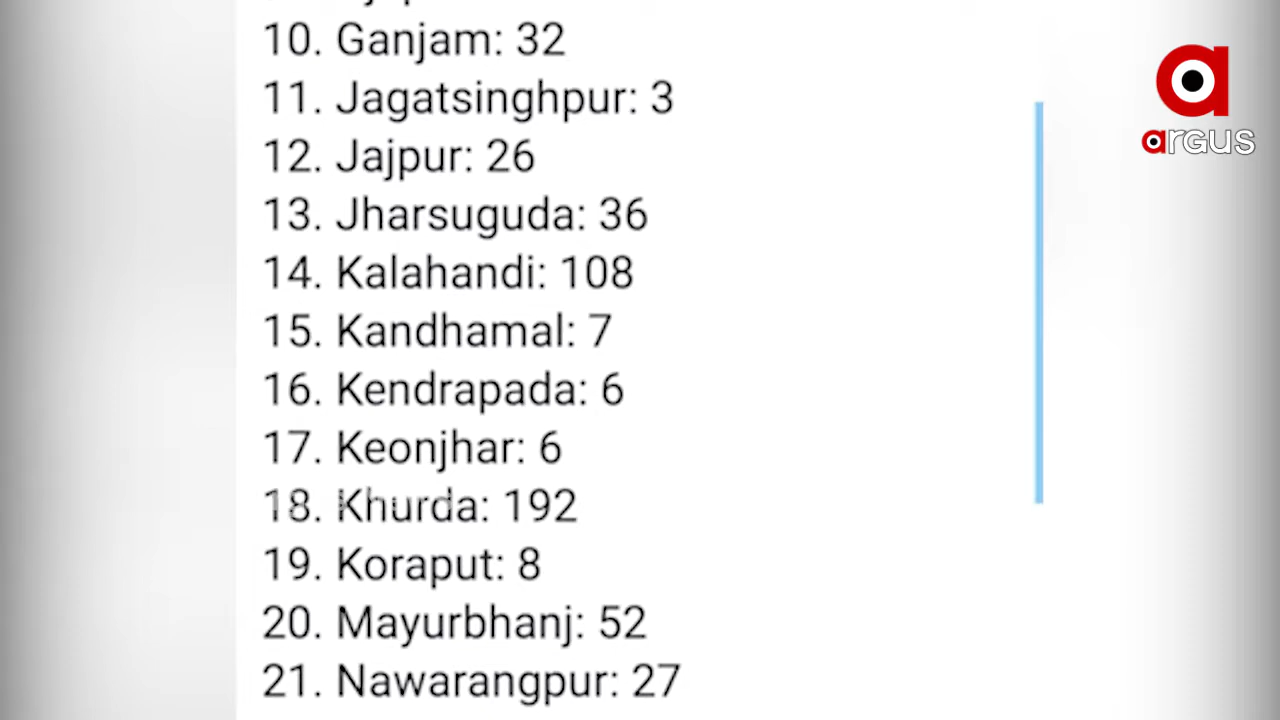 10. Ganjam: 32
11. Jagatsinghpur: 3
12. Jajpur: 26
13. Jharsuguda: 36
14. Kalahandi: 108
15. Kandhamal: 7
16. Kendrapada: 6
17. Keonjhar: 6
18. Khurda: 192
19. Koraput: 8
20. Mayurbhanj: 52
21. Nawarangpur: 27
argus